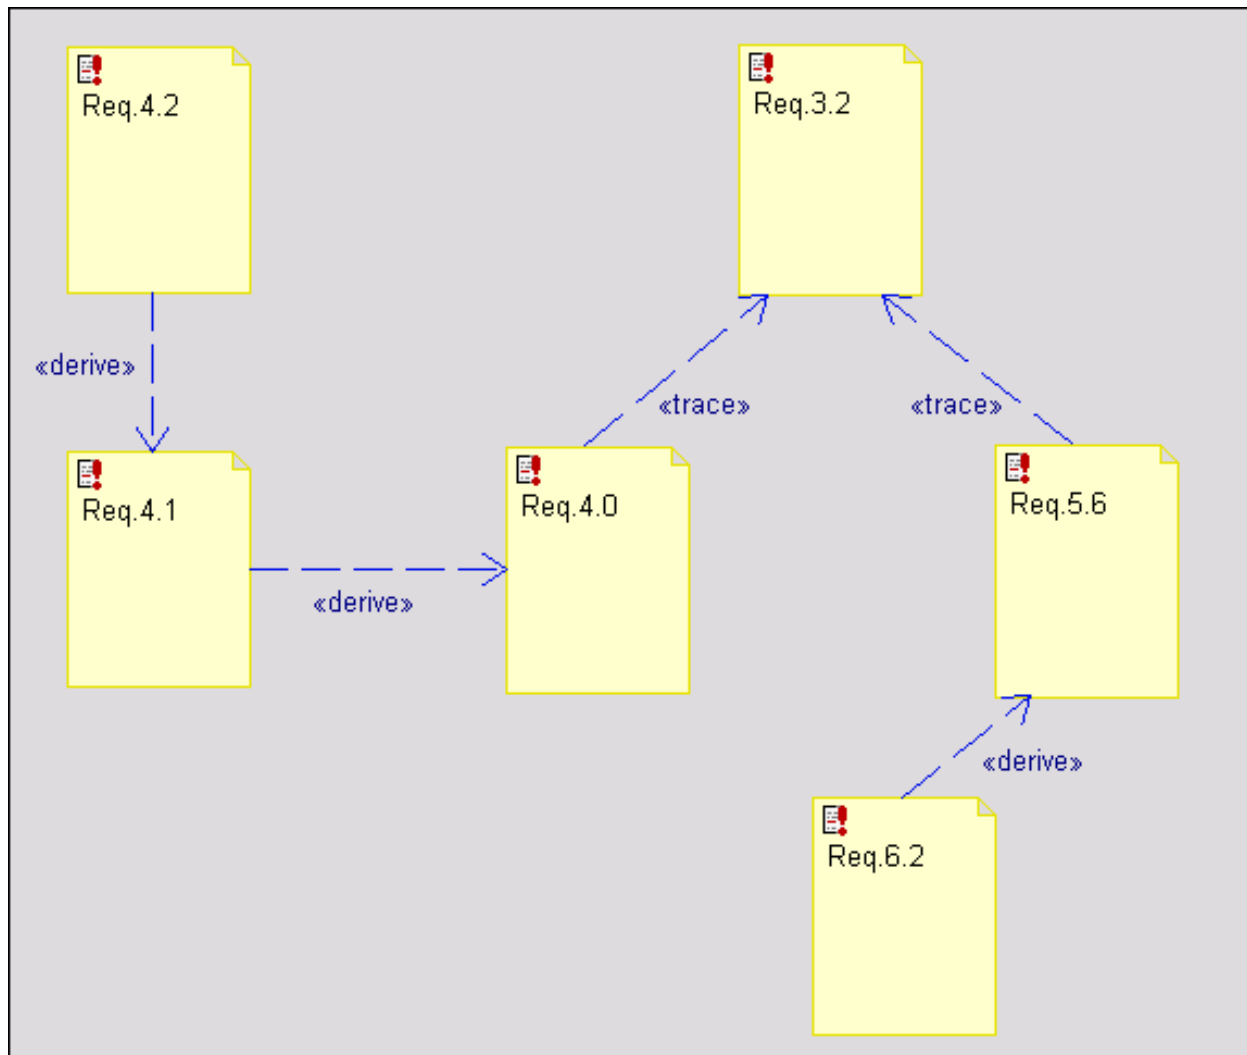 Req.4.2
Req.3.2
«derive»
«trace»
«trace»
Req.4.1
Req.4.0
Req.5.6
«derive»
«derive»
Req.6.2